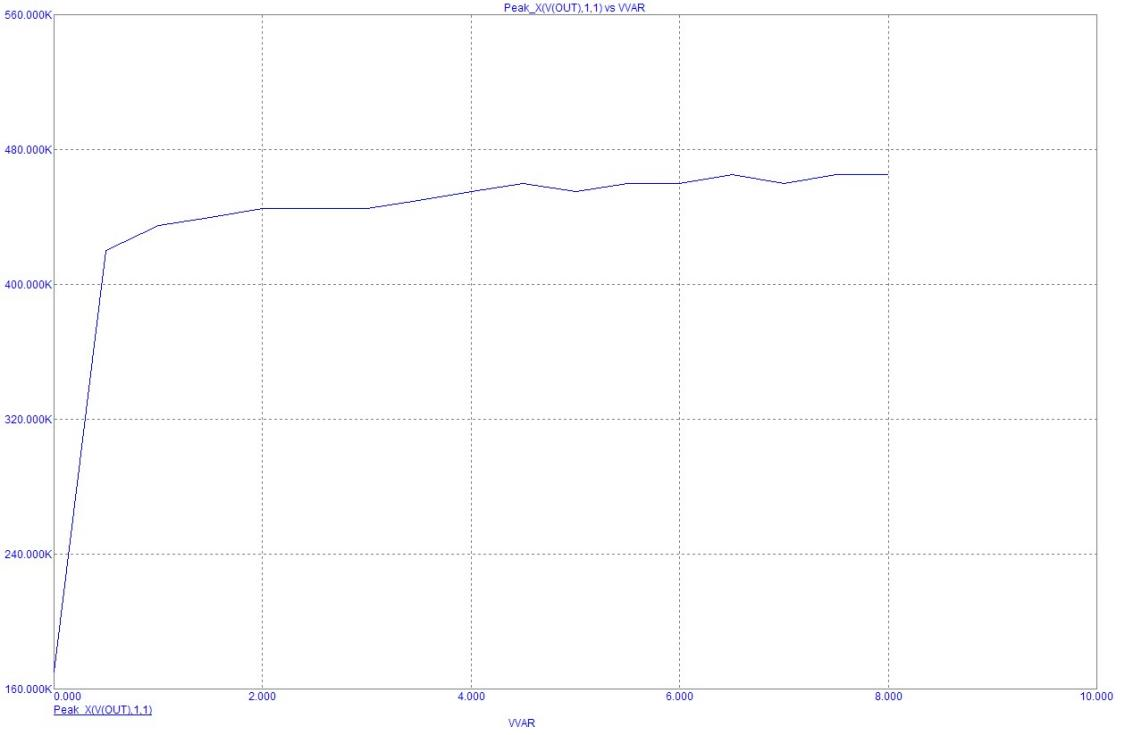 Peak_X(V(OUT),1,1) vs VVAR
560.000K
480.000K
400.000K
320.000K
240.000K
160.000K
0.000 2.000 4.000 6.000 8.000 10.000
Peak_X(V(OUT),1,1)
VVAR